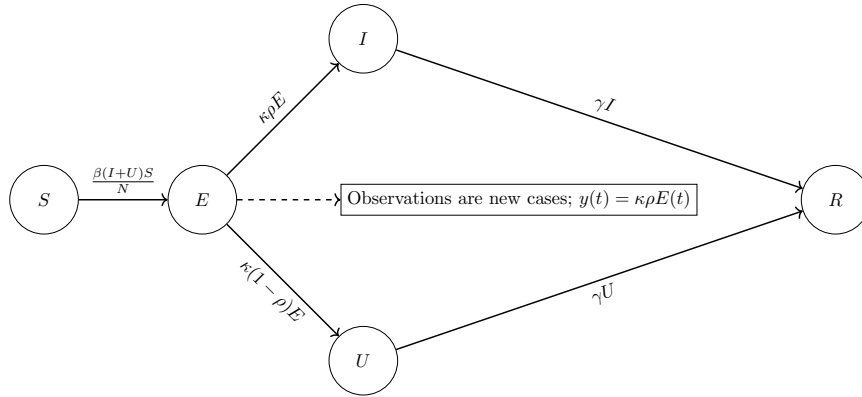 I
κρE
γI
S
β(I+U)S
N
E
Observations are new cases; y(t) = κρE(t)
R
κ(1 − ρ)E
γU
U